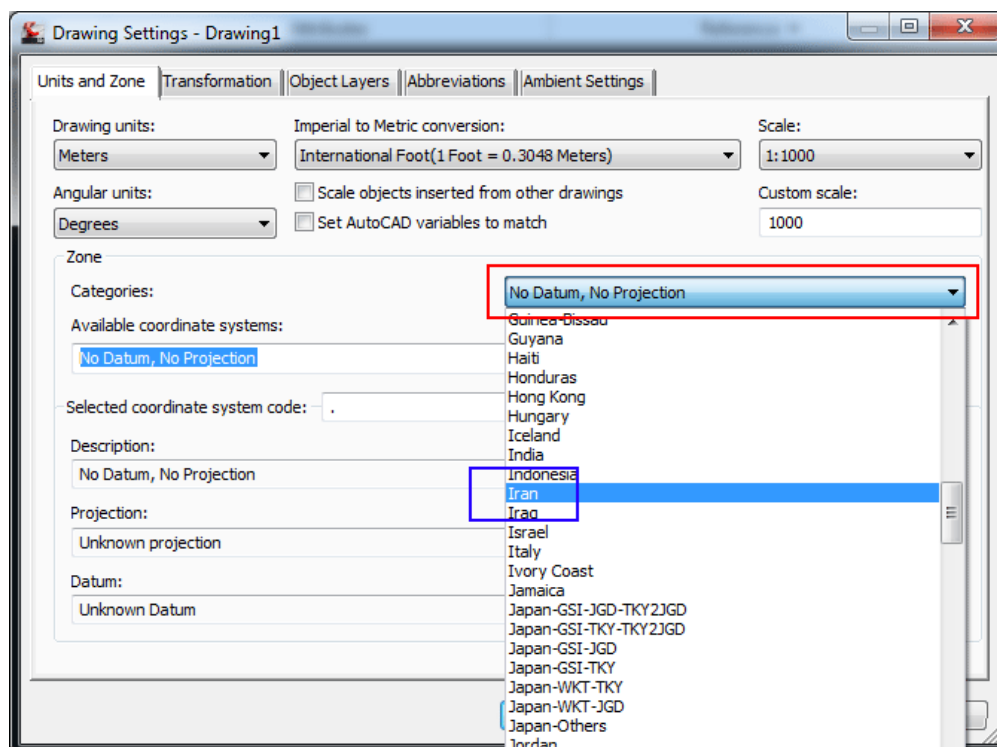 Drawing Settings - Drawing1
Units and Zone Transformation Object Layers Abbreviations Ambient Settings
Drawing units: Imperial to Metric conversion: Scale:
Meters International Foot(1 Foot = 0.3048 Meters) 1:1000
Angular units: Scale objects inserted from other drawings Custom scale:
Degrees Set AutoCAD variables to match 1000
Zone
Categories: No Datum, No Projection
Available coordinate systems:
No Datum, No Projection
Selected coordinate system code: .
Description:
No Datum, No Projection
Projection:
Unknown projection
Datum:
Unknown Datum
Guinea-Bissau
Guyana
Haiti
Honduras
Hong Kong
Hungary
Iceland
India
Indonesia
Iran
Iraq
Israel
Italy
Ivory Coast
Jamaica
Japan-GSI-JGD-TKY2JGD
Japan-GSI-TKY-TKY2JGD
Japan-GSI-JGD
Japan-GSI-TKY
Japan-WKT-TKY
Japan-WKT-JGD
Japan-Others
Jordan